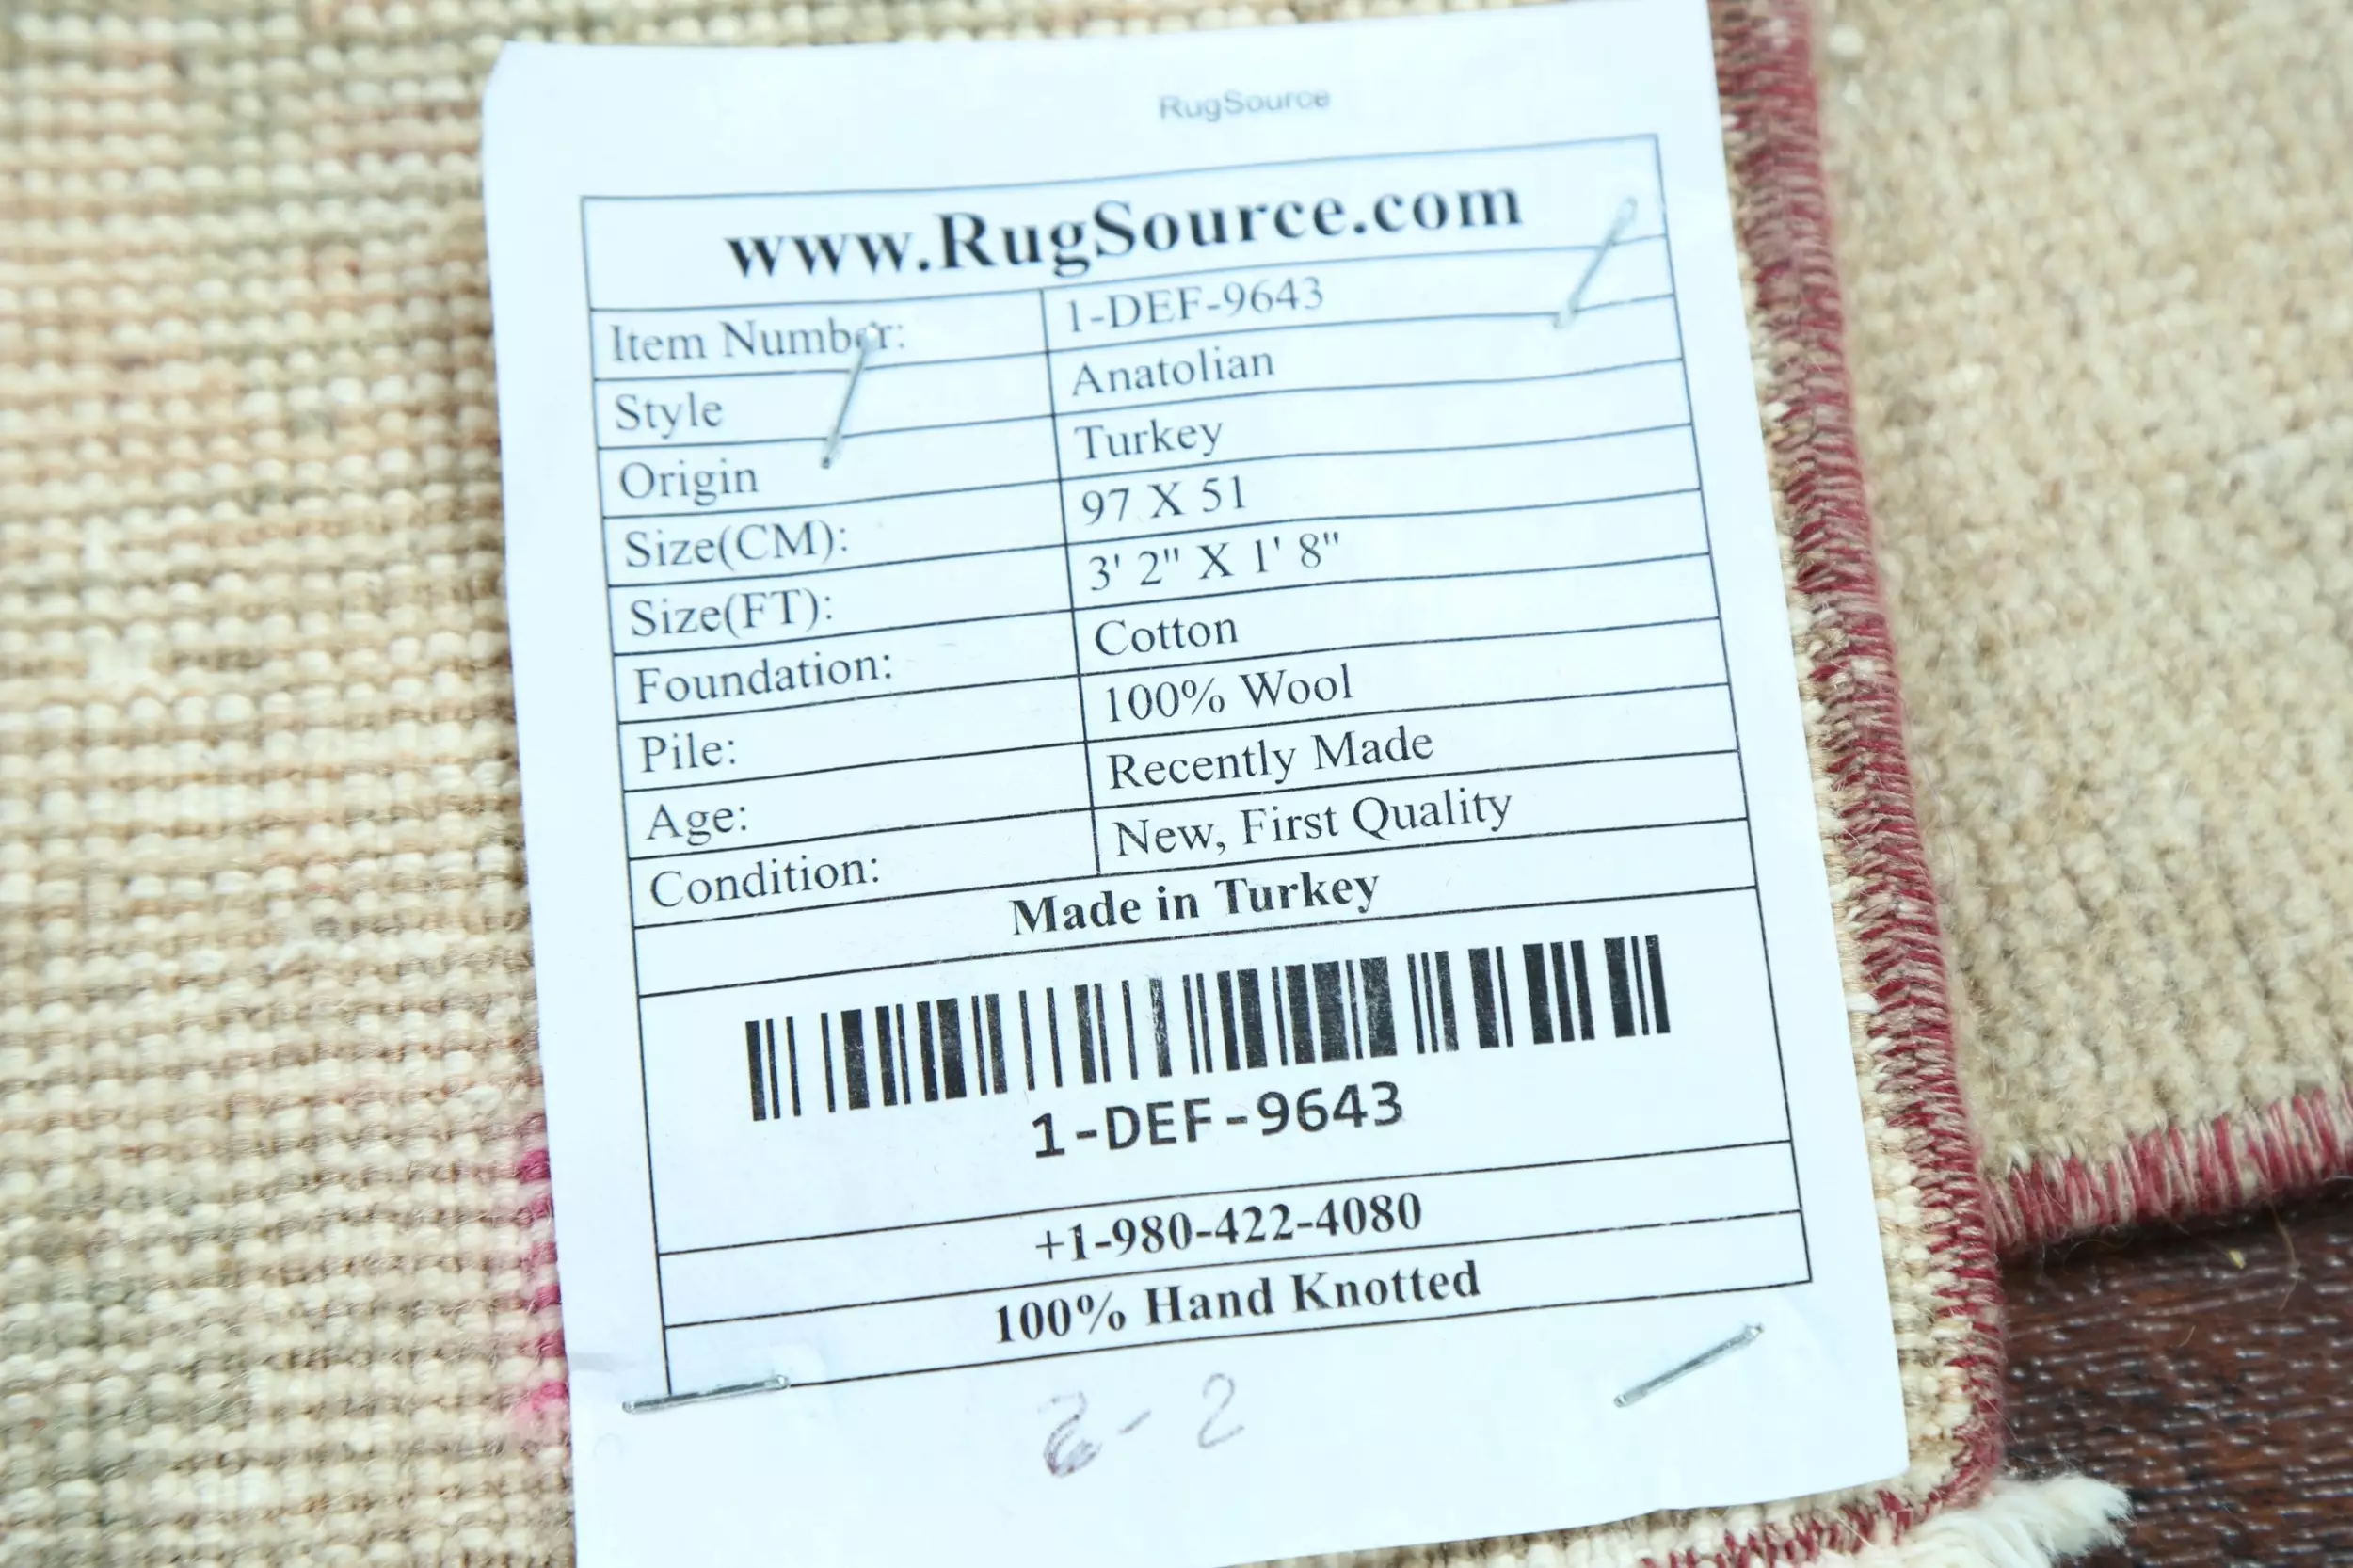 RugSource
www.RugSource.com
Item Number: 1-DEF-9643
Style Anatolian
Origin Turkey
Size(CM): 97 X 51
Size(FT): 3' 2" X 1' 8"
Foundation: Cotton
Pile: 100% Wool
Age: Recently Made
Condition: New, First Quality
Made in Turkey
1-DEF-9643
+1-980-422-4080
100% Hand Knotted